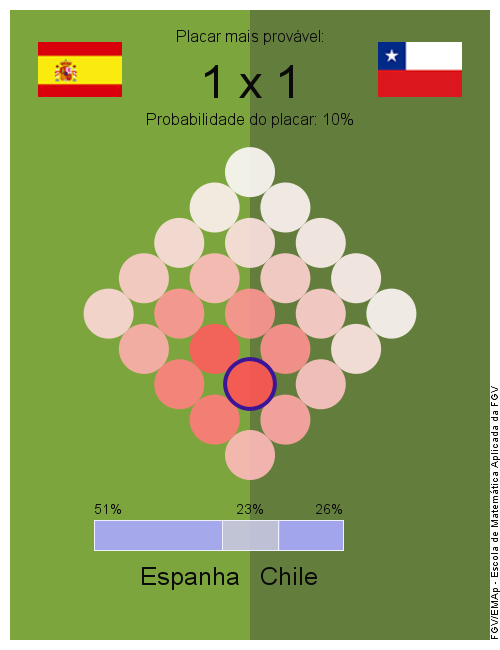 Placar mais provável:
1 x 1
Probabilidade do placar: 10%
51% 23% 26%
Espanha Chile
FGV/EMAp - Escola de Matemática Aplicada da FGV